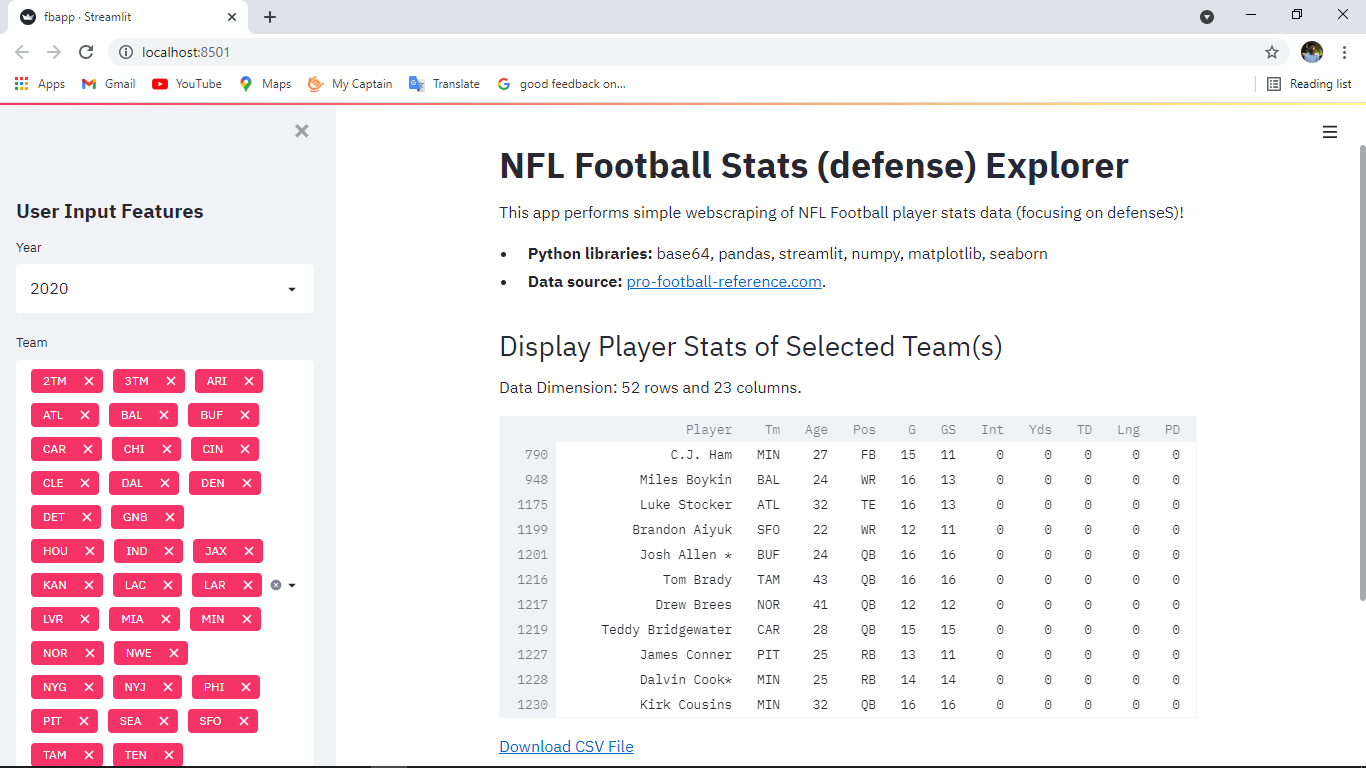 fbapp · Streamlit
localhost:8501
Apps Gmail YouTube Maps My Captain Translate good feedback on... Reading list
User Input Features
Year
2020
Team
2TM 3TM ARI
ATL BAL BUF
CAR CHI CIN
CLE DAL DEN
DET GNB
HOU IND JAX
KAN LAC LAR
LVR MIA MIN
NOR NWE
NYG NYJ PHI
PIT SEA SFO
TAM TEN
NFL Football Stats (defense) Explorer
This app performs simple webscraping of NFL Football player stats data (focusing on defenseS)!
• Python libraries: base64, pandas, streamlit, numpy, matplotlib, seaborn
• Data source: pro-football-reference.com.
Display Player Stats of Selected Team(s)
Data Dimension: 52 rows and 23 columns.
Player Tm Age Pos G GS Int Yds TD Lng PD
790 C.J. Ham MIN 27 FB 15 11 0 0 0 0 0
948 Miles Boykin BAL 24 WR 16 13 0 0 0 0 0
1175 Luke Stocker ATL 32 TE 16 13 0 0 0 0 0
1199 Brandon Aiyuk SFO 22 WR 12 11 0 0 0 0 0
1201 Josh Allen * BUF 24 QB 16 16 0 0 0 0 0
1216 Tom Brady TAM 43 QB 16 16 0 0 0 0 0
1217 Drew Brees NOR 41 QB 12 12 0 0 0 0 0
1219 Teddy Bridgewater CAR 28 QB 15 15 0 0 0 0 0
1227 James Conner PIT 25 RB 13 11 0 0 0 0 0
1228 Dalvin Cook* MIN 25 RB 14 14 0 0 0 0 0
1230 Kirk Cousins MIN 32 QB 16 16 0 0 0 0 0
Download CSV File